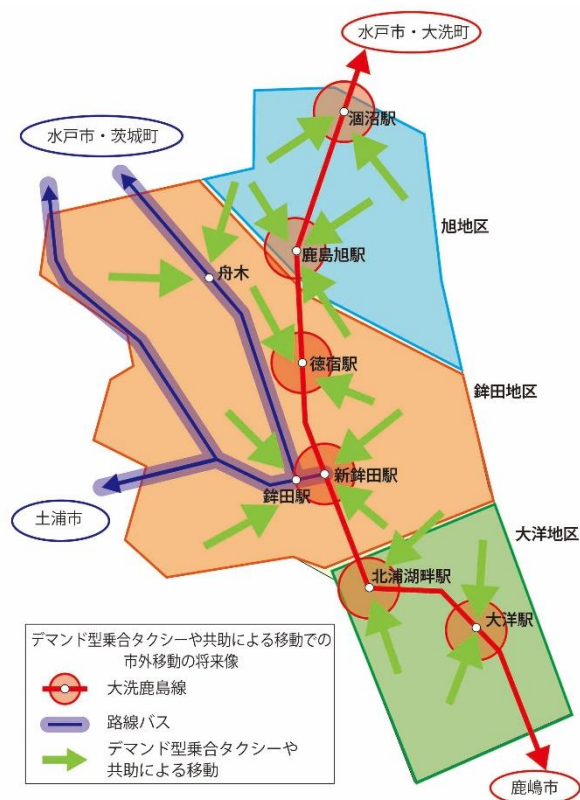 水戸市・大洗町
涸沼駅
水戸市・茨城町
旭地区
鹿島旭駅
舟木
徳宿駅
鉾田地区
新鉾田駅
鉾田駅
土浦市
大洋地区
北浦湖畔駅
大洋駅
デマンド型乗合タクシーや共助による移動での
市外移動の将来像
大洗鹿島線
路線バス
デマンド型乗合タクシーや
共助による移動
鹿嶋市